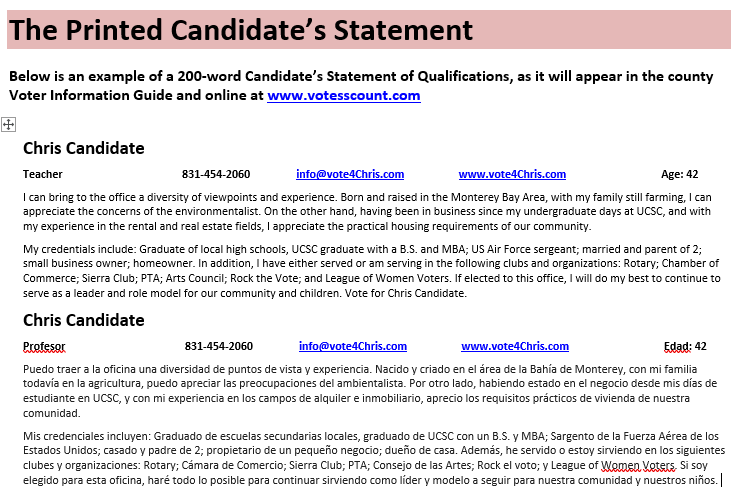 The Printed Candidate's Statement
Below is an example of a 200-word Candidate's Statement of Qualifications, as it will appear in the county
Voter Information Guide and online at www.votesscount.com
Chris Candidate
Teacher 831-454-2060 info@vote4Chris.com www.vote4Chris.com Age: 42
I can bring to the office a diversity of viewpoints and experience. Born and raised in the Monterey Bay Area, with my family still farming, I can
appreciate the concerns of the environmentalist. On the other hand, having been in business since my undergraduate days at UCSC, and with
my experience in the rental and real estate fields, I appreciate the practical housing requirements of our community.
My credentials include: Graduate of local high schools, UCSC graduate with a B.S. and MBA; US Air Force sergeant; married and parent of 2;
small business owner; homeowner. In addition, I have either served or am serving in the following clubs and organizations: Rotary; Chamber of
Commerce; Sierra Club; PTA; Arts Council; Rock the Vote; and League of Women Voters. If elected to this office, I will do my best to continue to
serve as a leader and role model for our community and children. Vote for Chris Candidate.
Chris Candidate
Profesor 831-454-2060 info@vote4Chris.com www.vote4Chris.com Edad: 42
Puedo traer a la oficina una diversidad de puntos de vista y experiencia. Nacido y criado en el área de la Bahía de Monterey, con mi familia
todavía en la agricultura, puedo apreciar las preocupaciones del ambientalista. Por otro lado, habiendo estado en el negocio desde mis días de
estudiante en UCSC, y con mi experiencia en los campos de alquiler e inmobiliario, aprecio los requisitos prácticos de vivienda de nuestra
comunidad.
Mis credenciales incluyen: Graduado de escuelas secundarias locales, graduado de UCSC con un B.S. y MBA; Sargento de la Fuerza Aérea de los
Estados Unidos; casado y padre de 2; propietario de un pequeño negocio; dueño de casa. Además, he servido o estoy sirviendo en los siguientes
clubes y organizaciones: Rotary; Cámara de Comercio; Sierra Club; PTA; Consejo de las Artes; Rock el voto; y League of Women Voters. Si soy
elegido para esta oficina, haré todo lo posible para continuar sirviendo como líder y modelo a seguir para nuestra comunidad y nuestros niños.